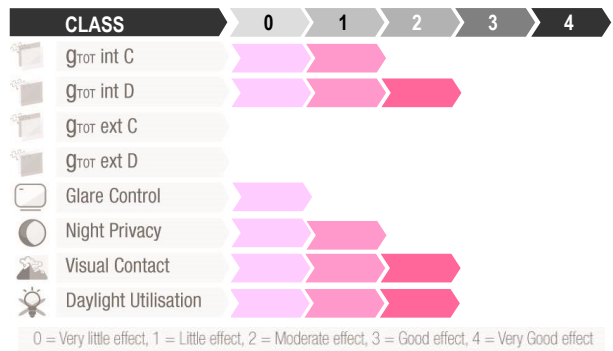 CLASS 0 1 2 3 4
gTOT int C
gTOT int D
gTOT ext C
gTOT ext D
Glare Control
Night Privacy
Visual Contact
Daylight Utilisation
0 = Very little effect, 1 = Little effect, 2 = Moderate effect, 3 = Good effect, 4 = Very Good effect